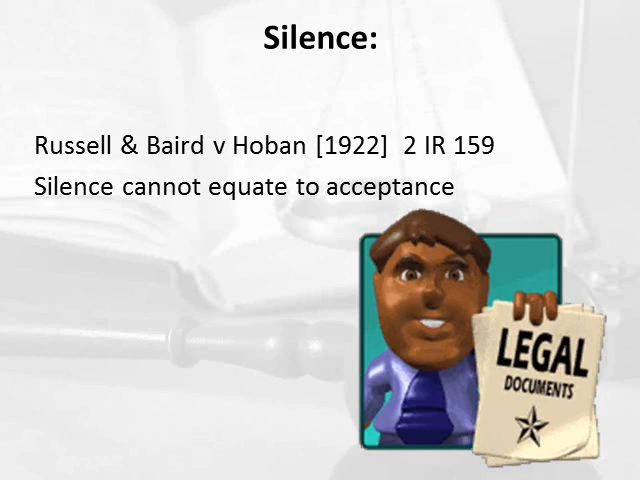 Silence:
Russell & Baird v Hoban [1922]  2 IR 159
Silence cannot equate to acceptance
LEGAL
DOCUMENTS